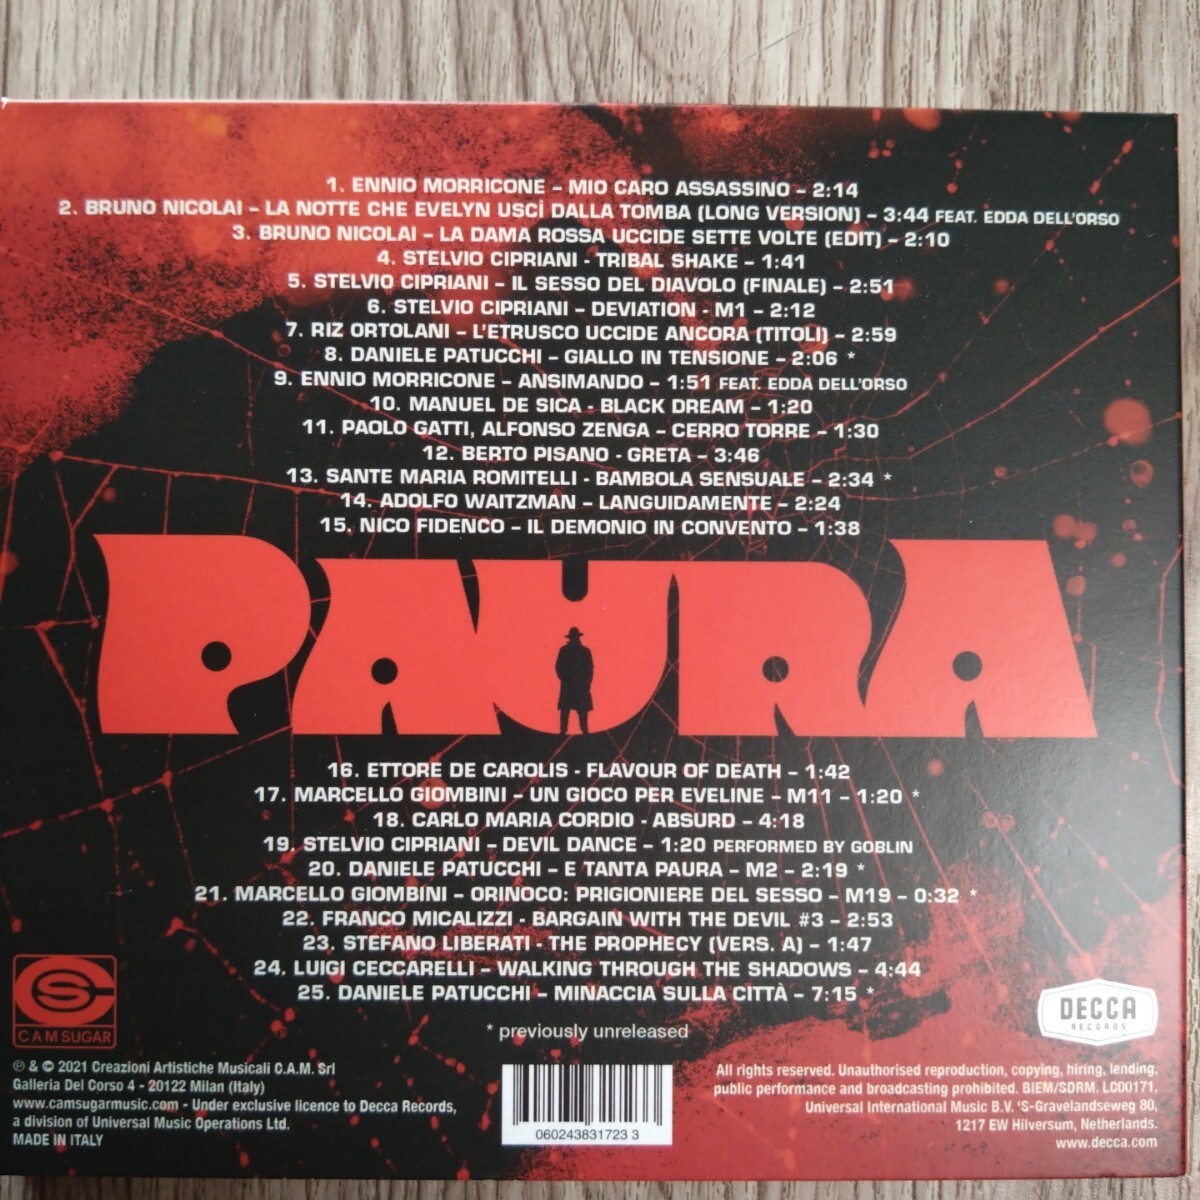 1. ENNIO MORRICONE – MIO CARO ASSASSINO – 2:14
2. BRUNO NICOLAI – LA NOTTE CHE EVELYN USCÌ DALLA TOMBA (LONG VERSION) – 3:44 FEAT. EDDA DELL'ORSO
3. BRUNO NICOLAI – LA DAMA ROSSA UCCIDE SETTE VOLTE (EDIT) – 2:10
4. STELVIO CIPRIANI - TRIBAL SHAKE – 1:41
5. STELVIO CIPRIANI – IL SESSO DEL DIAVOLO (FINALE) – 2:51
6. STELVIO CIPRIANI – DEVIATION - M1 – 2:12
7. RIZ ORTOLANI – L'ETRUSCO UCCIDE ANCORA (TITOLI) – 2:59
8. DANIELE PATUCCHI – GIALLO IN TENSIONE – 2:06 *
9. ENNIO MORRICONE – ANSIMANDO – 1:51 FEAT. EDDA DELL'ORSO
10. MANUEL DE SICA - BLACK DREAM – 1:20
11. PAOLO GATTI, ALFONSO ZENGA – CERRO TORRE – 1:30
12. BERTO PISANO - GRETA – 3:46
13. SANTE MARIA ROMITELLI - BAMBOLA SENSUALE – 2:34 *
14. ADOLFO WAITZMAN – LANGUIDAMENTE – 2:24
15. NICO FIDENCO – IL DEMONIO IN CONVENTO – 1:38
PAURA
16. ETTORE DE CAROLIS - FLAVOUR OF DEATH – 1:42
17. MARCELLO GIOMBINI – UN GIOCO PER EVELINE – M11 – 1:20 *
18. CARLO MARIA CORDIO - ABSURD – 4:18
19. STELVIO CIPRIANI – DEVIL DANCE – 1:20 PERFORMED BY GOBLIN
20. DANIELE PATUCCHI – E TANTA PAURA – M2 – 2:19 *
21. MARCELLO GIOMBINI – ORINOCO: PRIGIONIERE DEL SESSO – M19 – 0:32 *
22. FRANCO MICALIZZI - BARGAIN WITH THE DEVIL #3 – 2:53
23. STEFANO LIBERATI - THE PROPHECY (VERS. A) – 1:47
24. LUIGI CECCARELLI – WALKING THROUGH THE SHADOWS – 4:44
25. DANIELE PATUCCHI – MINACCIA SULLA CITTÀ – 7:15 *
* previously unreleased
CS
CAM SUGAR
DECCA
RECORDS
℗ & © 2021 Creazioni Artistiche Musicali C.A.M. Srl
Galleria Del Corso 4 - 20122 Milan (Italy)
www.camsugarmusic.com - Under exclusive licence to Decca Records,
a division of Universal Music Operations Ltd.
MADE IN ITALY
060243831723 3
All rights reserved. Unauthorised reproduction, copying, hiring, lending,
public performance and broadcasting prohibited. BIEM/SDRM. LC00171.
Universal International Music B.V. 'S-Gravelandseweg 80,
1217 EW Hilversum, Netherlands.
www.decca.com